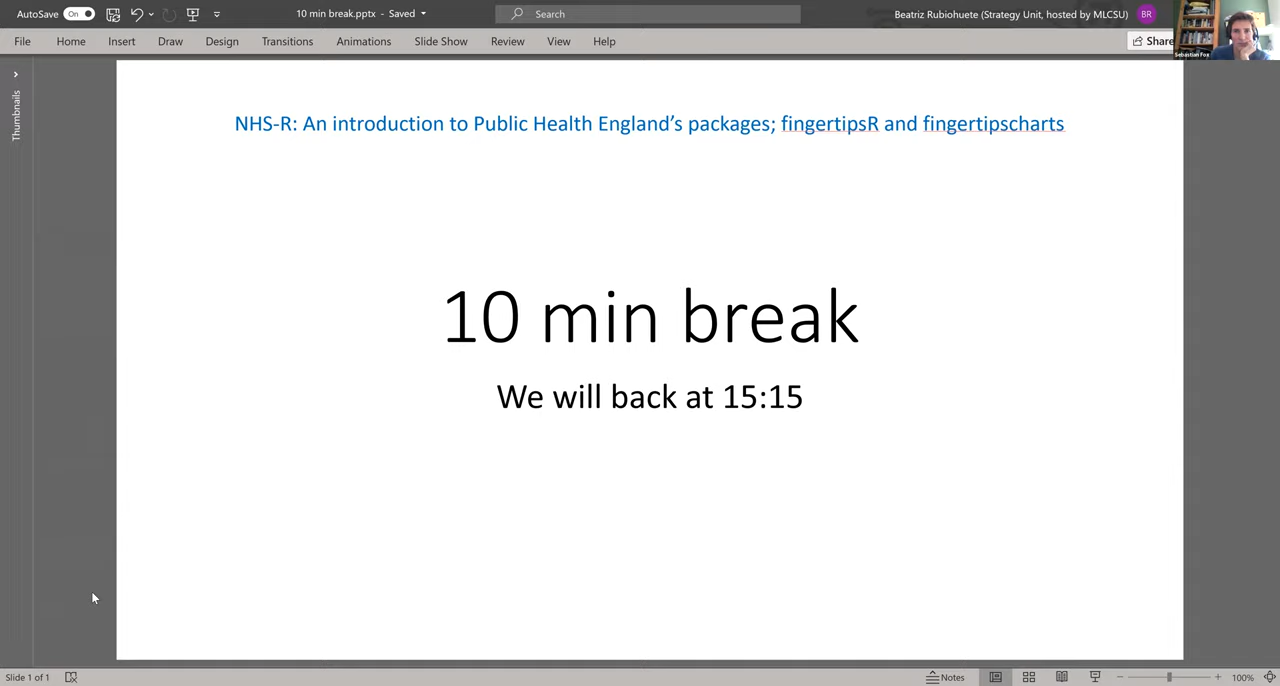 AutoSave On 10 min break.pptx - Saved Search Beatriz Rubiohuete (Strategy Unit, hosted by MLCSU) BR
File Home Insert Draw Design Transitions Animations Slide Show Review View Help Share
Sebastian Fox
Thumbnails
NHS-R: An introduction to Public Health England’s packages; fingertipsR and fingertipscharts
10 min break
We will back at 15:15
Slide 1 of 1 Notes 100%